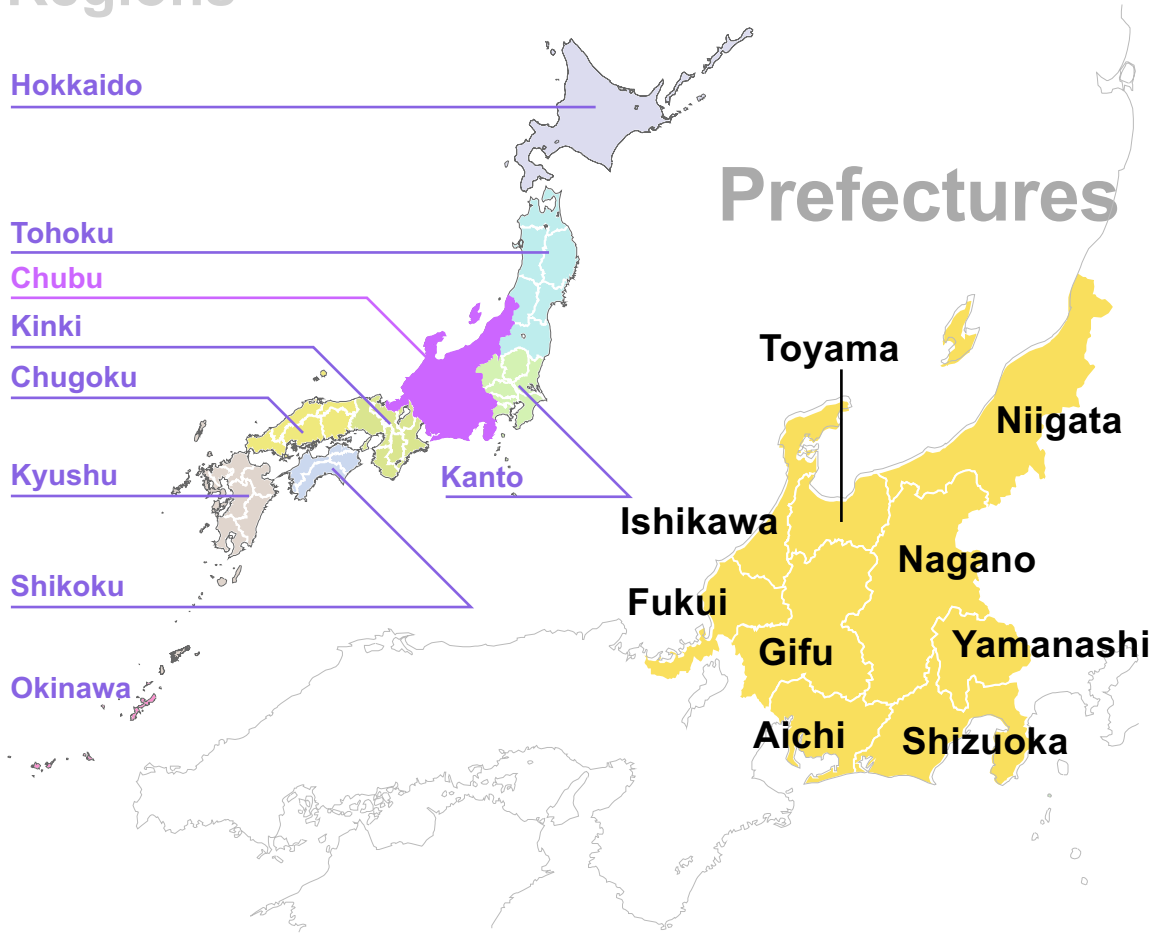 Regions
Hokkaido
Prefectures
Tohoku
Chubu
Kinki
Chugoku
Kyushu
Kanto
Shikoku
Okinawa
Toyama
Niigata
Ishikawa
Nagano
Fukui
Yamanashi
Gifu
Aichi
Shizuoka